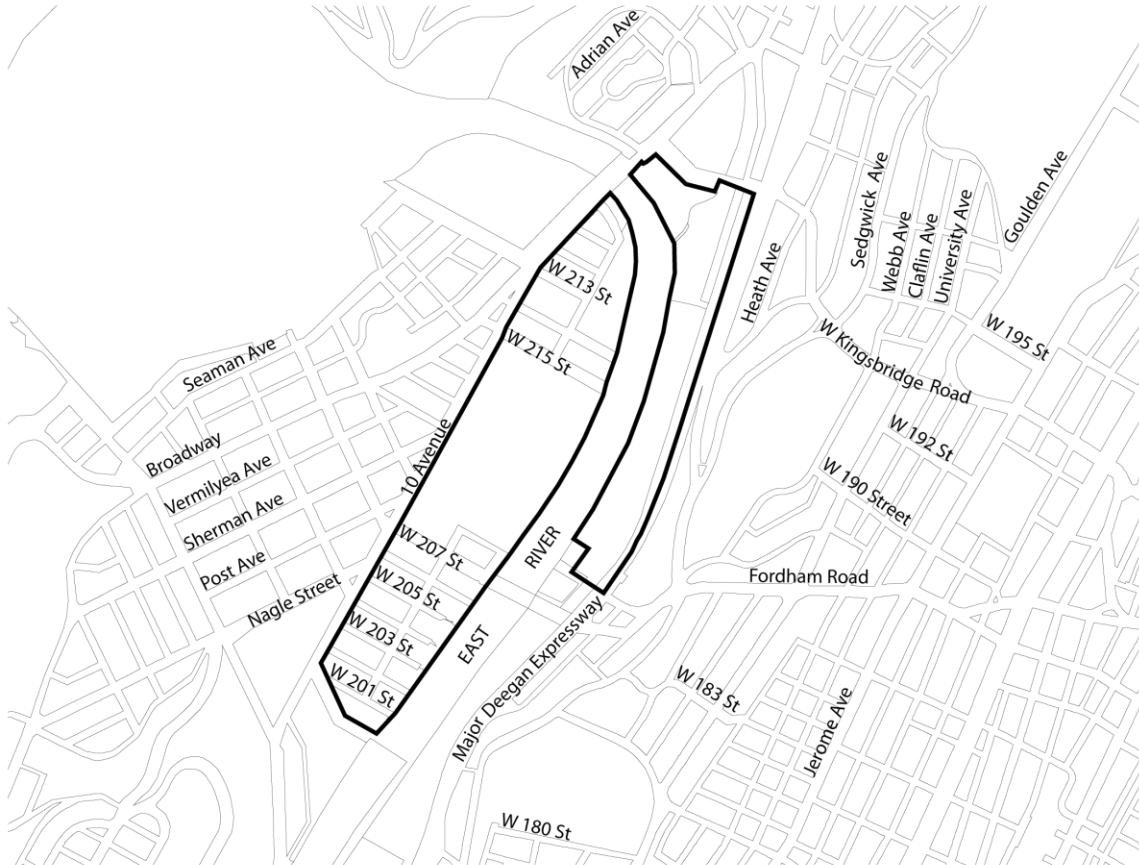 Adrian Ave
Goulden Ave
Sedgwick Ave
Webb Ave
Claflin Ave
University Ave
Heath Ave
W 213 St
W 215 St
W 195 St
W Kingsbridge Road
Seaman Ave
Broadway
Vermilyea Ave
Sherman Ave
Post Ave
Nagle Street
10 Avenue
W 192 St
W 190 Street
W 207 St
W 205 St
W 203 St
W 201 St
RIVER
EAST
Fordham Road
Major Deegan Expressway
W 183 St
Jerome Ave
W 180 St